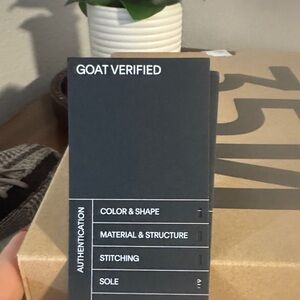 GOAT VERIFIED
AUTHENTICATION
COLOR & SHAPE
MATERIAL & STRUCTURE
STITCHING
SOLE